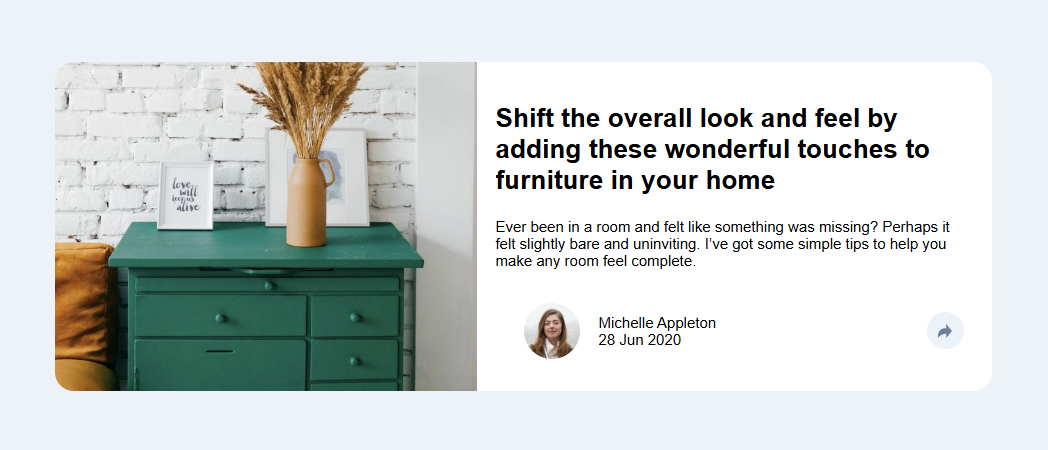 love
will
keep us
alive
Shift the overall look and feel by
adding these wonderful touches to
furniture in your home
Ever been in a room and felt like something was missing? Perhaps it
felt slightly bare and uninviting. I’ve got some simple tips to help you
make any room feel complete.
Michelle Appleton
28 Jun 2020